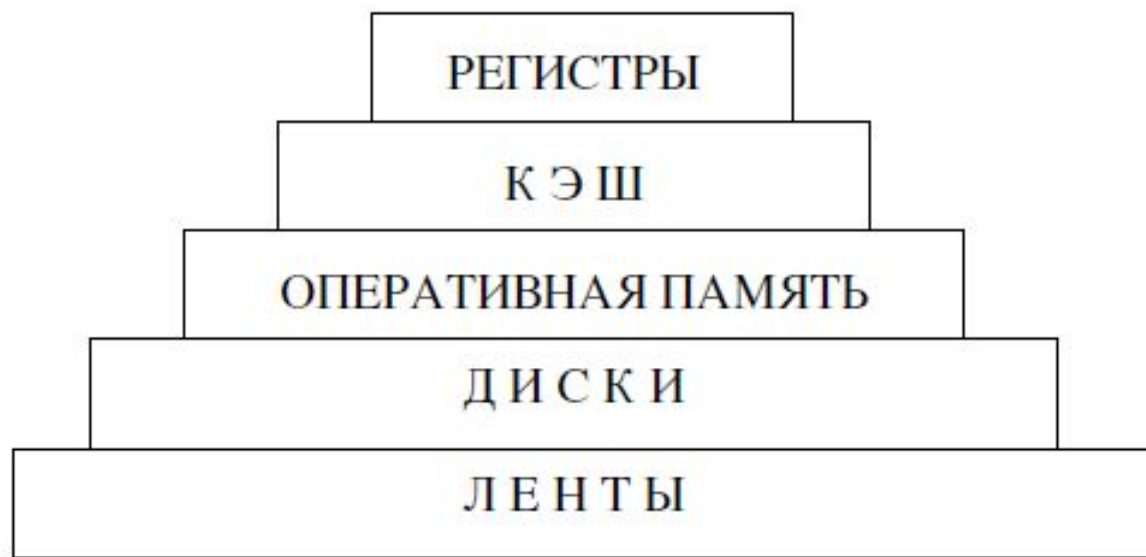 РЕГИСТРЫ
К Э Ш
ОПЕРАТИВНАЯ ПАМЯТЬ
Д И С К И
Л Е Н Т Ы